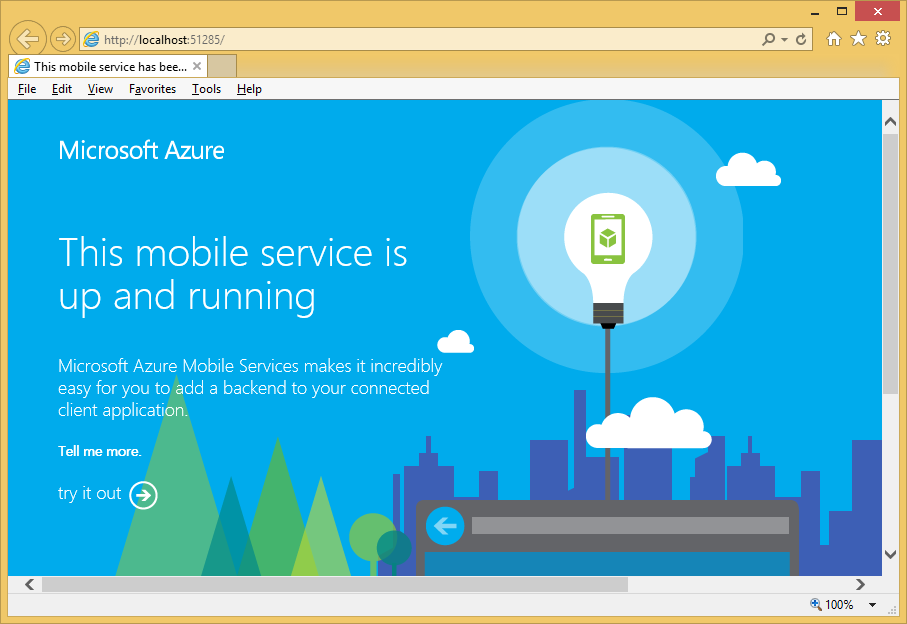 http://localhost:51285/
This mobile service has bee...
File Edit View Favorites Tools Help
Microsoft Azure
This mobile service is
up and running
Microsoft Azure Mobile Services makes it incredibly
easy for you to add a backend to your connected
client application.
Tell me more.
try it out
100%